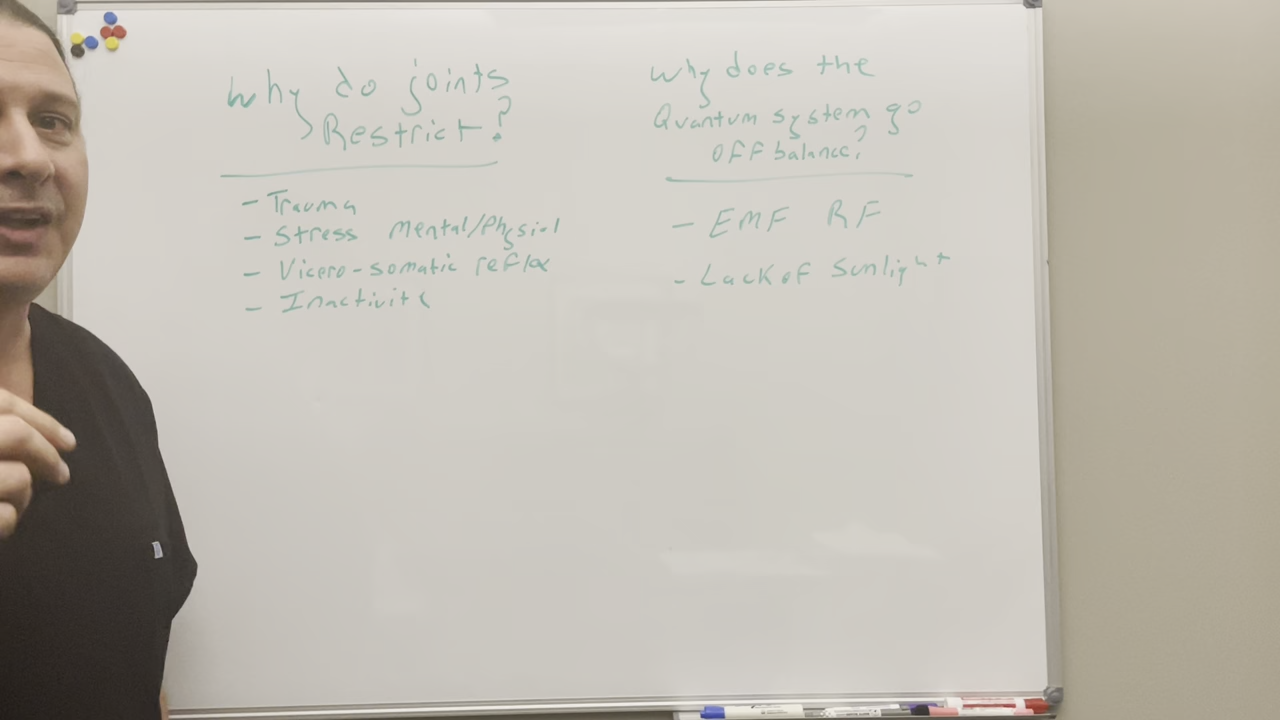 Why do joints
Restrict?
- Trauma
- Stress Mental/Physial
- Vicero-somatic reflex
- Inactivity
Why does the
Quantum system go
off balance?
- EMF RF
- Lack of Sunlight